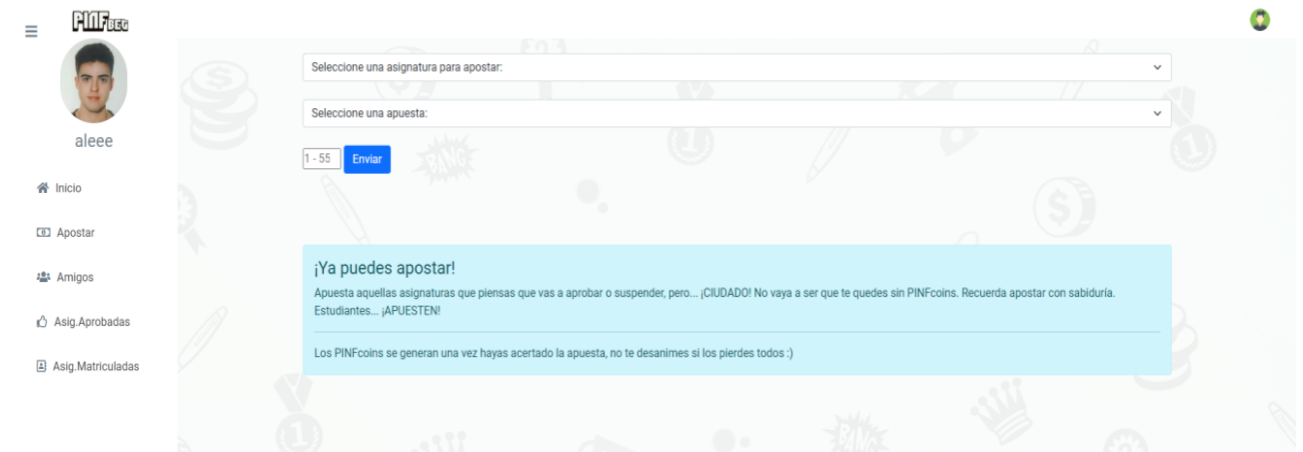 PINFBET
aleee
Inicio
Apostar
Amigos
Asig.Aprobadas
Asig.Matriculadas
Seleccione una asignatura para apostar:
Seleccione una apuesta:
1 - 55 Enviar
¡Ya puedes apostar!
Apuesta aquellas asignaturas que piensas que vas a aprobar o suspender, pero... ¡CIUDADO! No vaya a ser que te quedes sin PINFcoins. Recuerda apostar con sabiduría.
Estudiantes... ¡APUESTEN!
Los PINFcoins se generan una vez hayas acertado la apuesta, no te desanimes si los pierdes todos :)
BANG
BANG